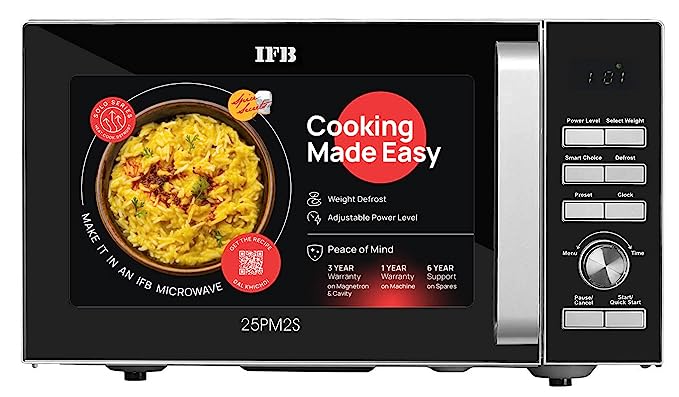 IFB
SOLO SERIES
Spice
Secrets
MAKE IT IN AN IFB MICROWAVE
GET THE RECIPE
DAL KHICHDI
Cooking
Made Easy
Weight Defrost
Adjustable Power Level
Peace of Mind
3 YEAR
Warranty
on Magnetron
& Cavity
1 YEAR
Warranty
on Machine
6 YEAR
Support
on Spares
25PM2S
Power Level Select Weight
Smart Choice Defrost
Preset Clock
Menu Time
Pause/
Cancel
Start/
Quick Start